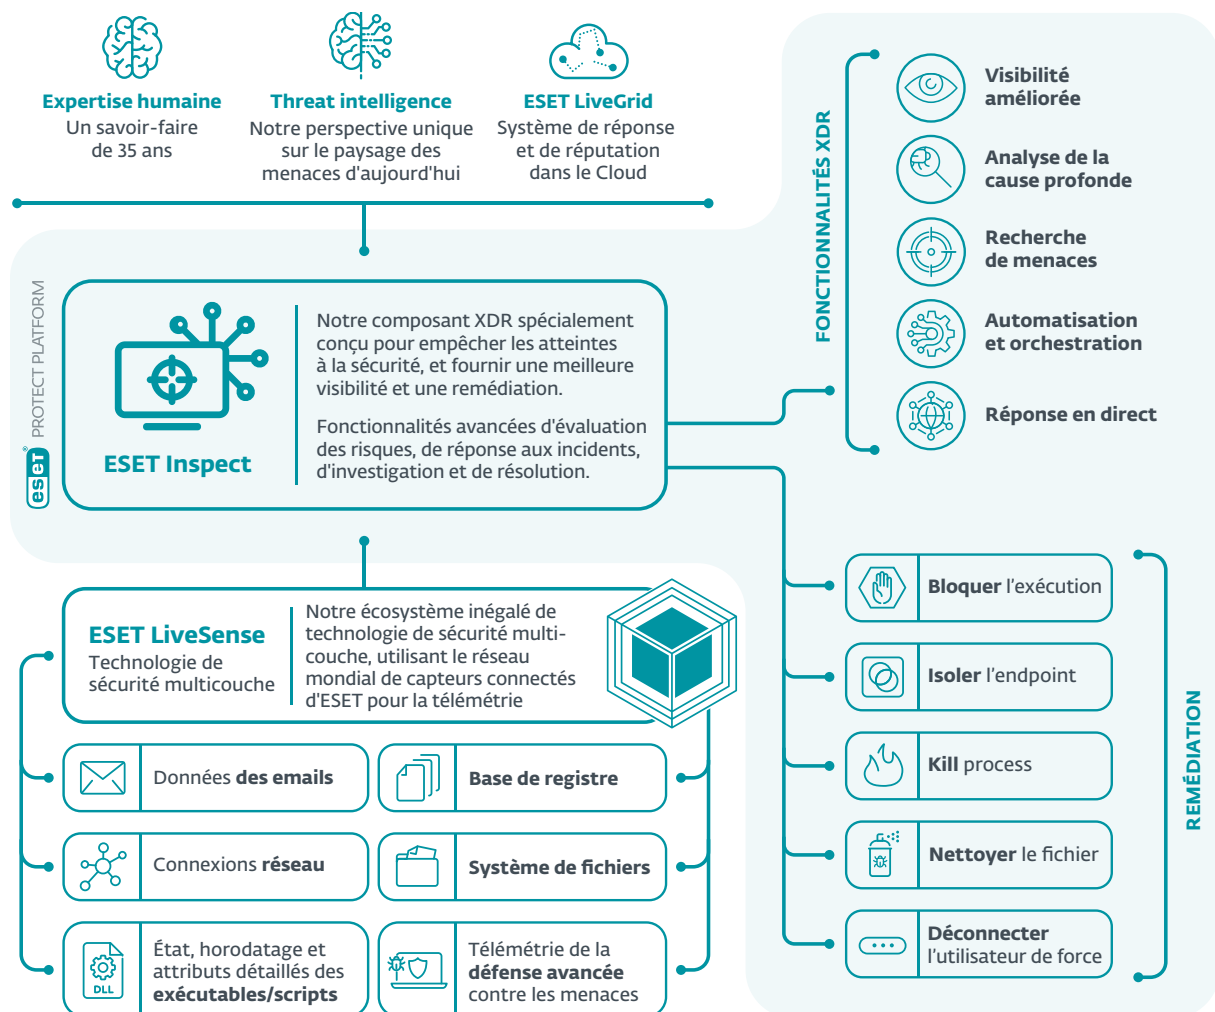 Expertise humaine
Un savoir-faire
de 35 ans
Threat intelligence
Notre perspective unique
sur le paysage des
menaces d'aujourd'hui
ESET LiveGrid
Système de réponse
et de réputation
dans le Cloud
eset® PROTECT PLATFORM
ESET Inspect
Notre composant XDR spécialement
conçu pour empêcher les atteintes
à la sécurité, et fournir une meilleure
visibilité et une remédiation.
Fonctionnalités avancées d'évaluation
des risques, de réponse aux incidents,
d'investigation et de résolution.
FONCTIONNALITÉS XDR
Visibilité
améliorée
Analyse de la
cause profonde
Recherche
de menaces
Automatisation
et orchestration
Réponse en direct
ESET LiveSense
Technologie de
sécurité multicouche
Notre écosystème inégalé de
technologie de sécurité multi-
couche, utilisant le réseau
mondial de capteurs connectés
d'ESET pour la télémétrie
Données des emails
Base de registre
Connexions réseau
Système de fichiers
DLL
État, horodatage et
attributs détaillés des
exécutables/scripts
Télémétrie de la
défense avancée
contre les menaces
REMÉDIATION
Bloquer l'exécution
Isoler l'endpoint
Kill process
Nettoyer le fichier
Déconnecter
l'utilisateur de force